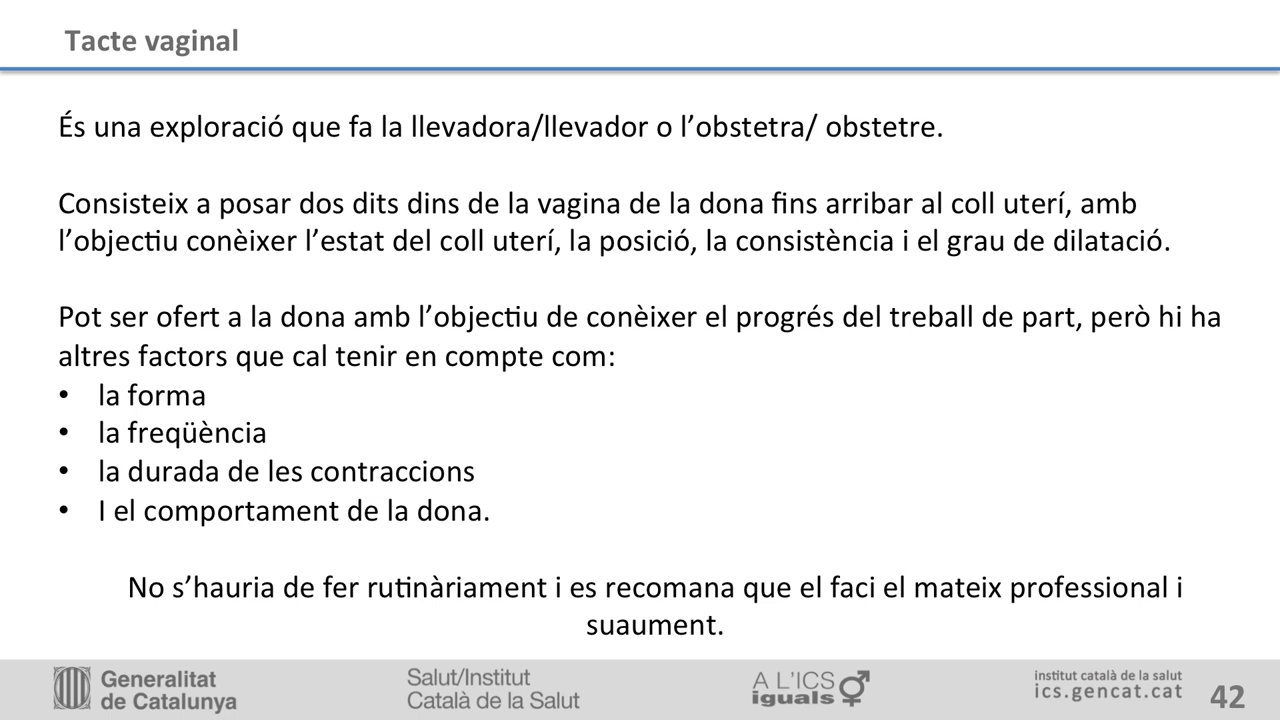 Tacte vaginal
És una exploració que fa la llevadora/llevador o l’obstetra/ obstetre.
Consisteix a posar dos dits dins de la vagina de la dona fins arribar al coll uterí, amb
l’objectiu conèixer l’estat del coll uterí, la posició, la consistència i el grau de dilatació.
Pot ser ofert a la dona amb l’objectiu de conèixer el progrés del treball de part, però hi ha
altres factors que cal tenir en compte com:
• la forma
• la freqüència
• la durada de les contraccions
• I el comportament de la dona.
No s’hauria de fer rutinàriament i es recomana que el faci el mateix professional i
suaument.
Generalitat
de Catalunya
Salut/Institut
Català de la Salut
A L'ICS
iguals
institut català de la salut
ics.gencat.cat
42